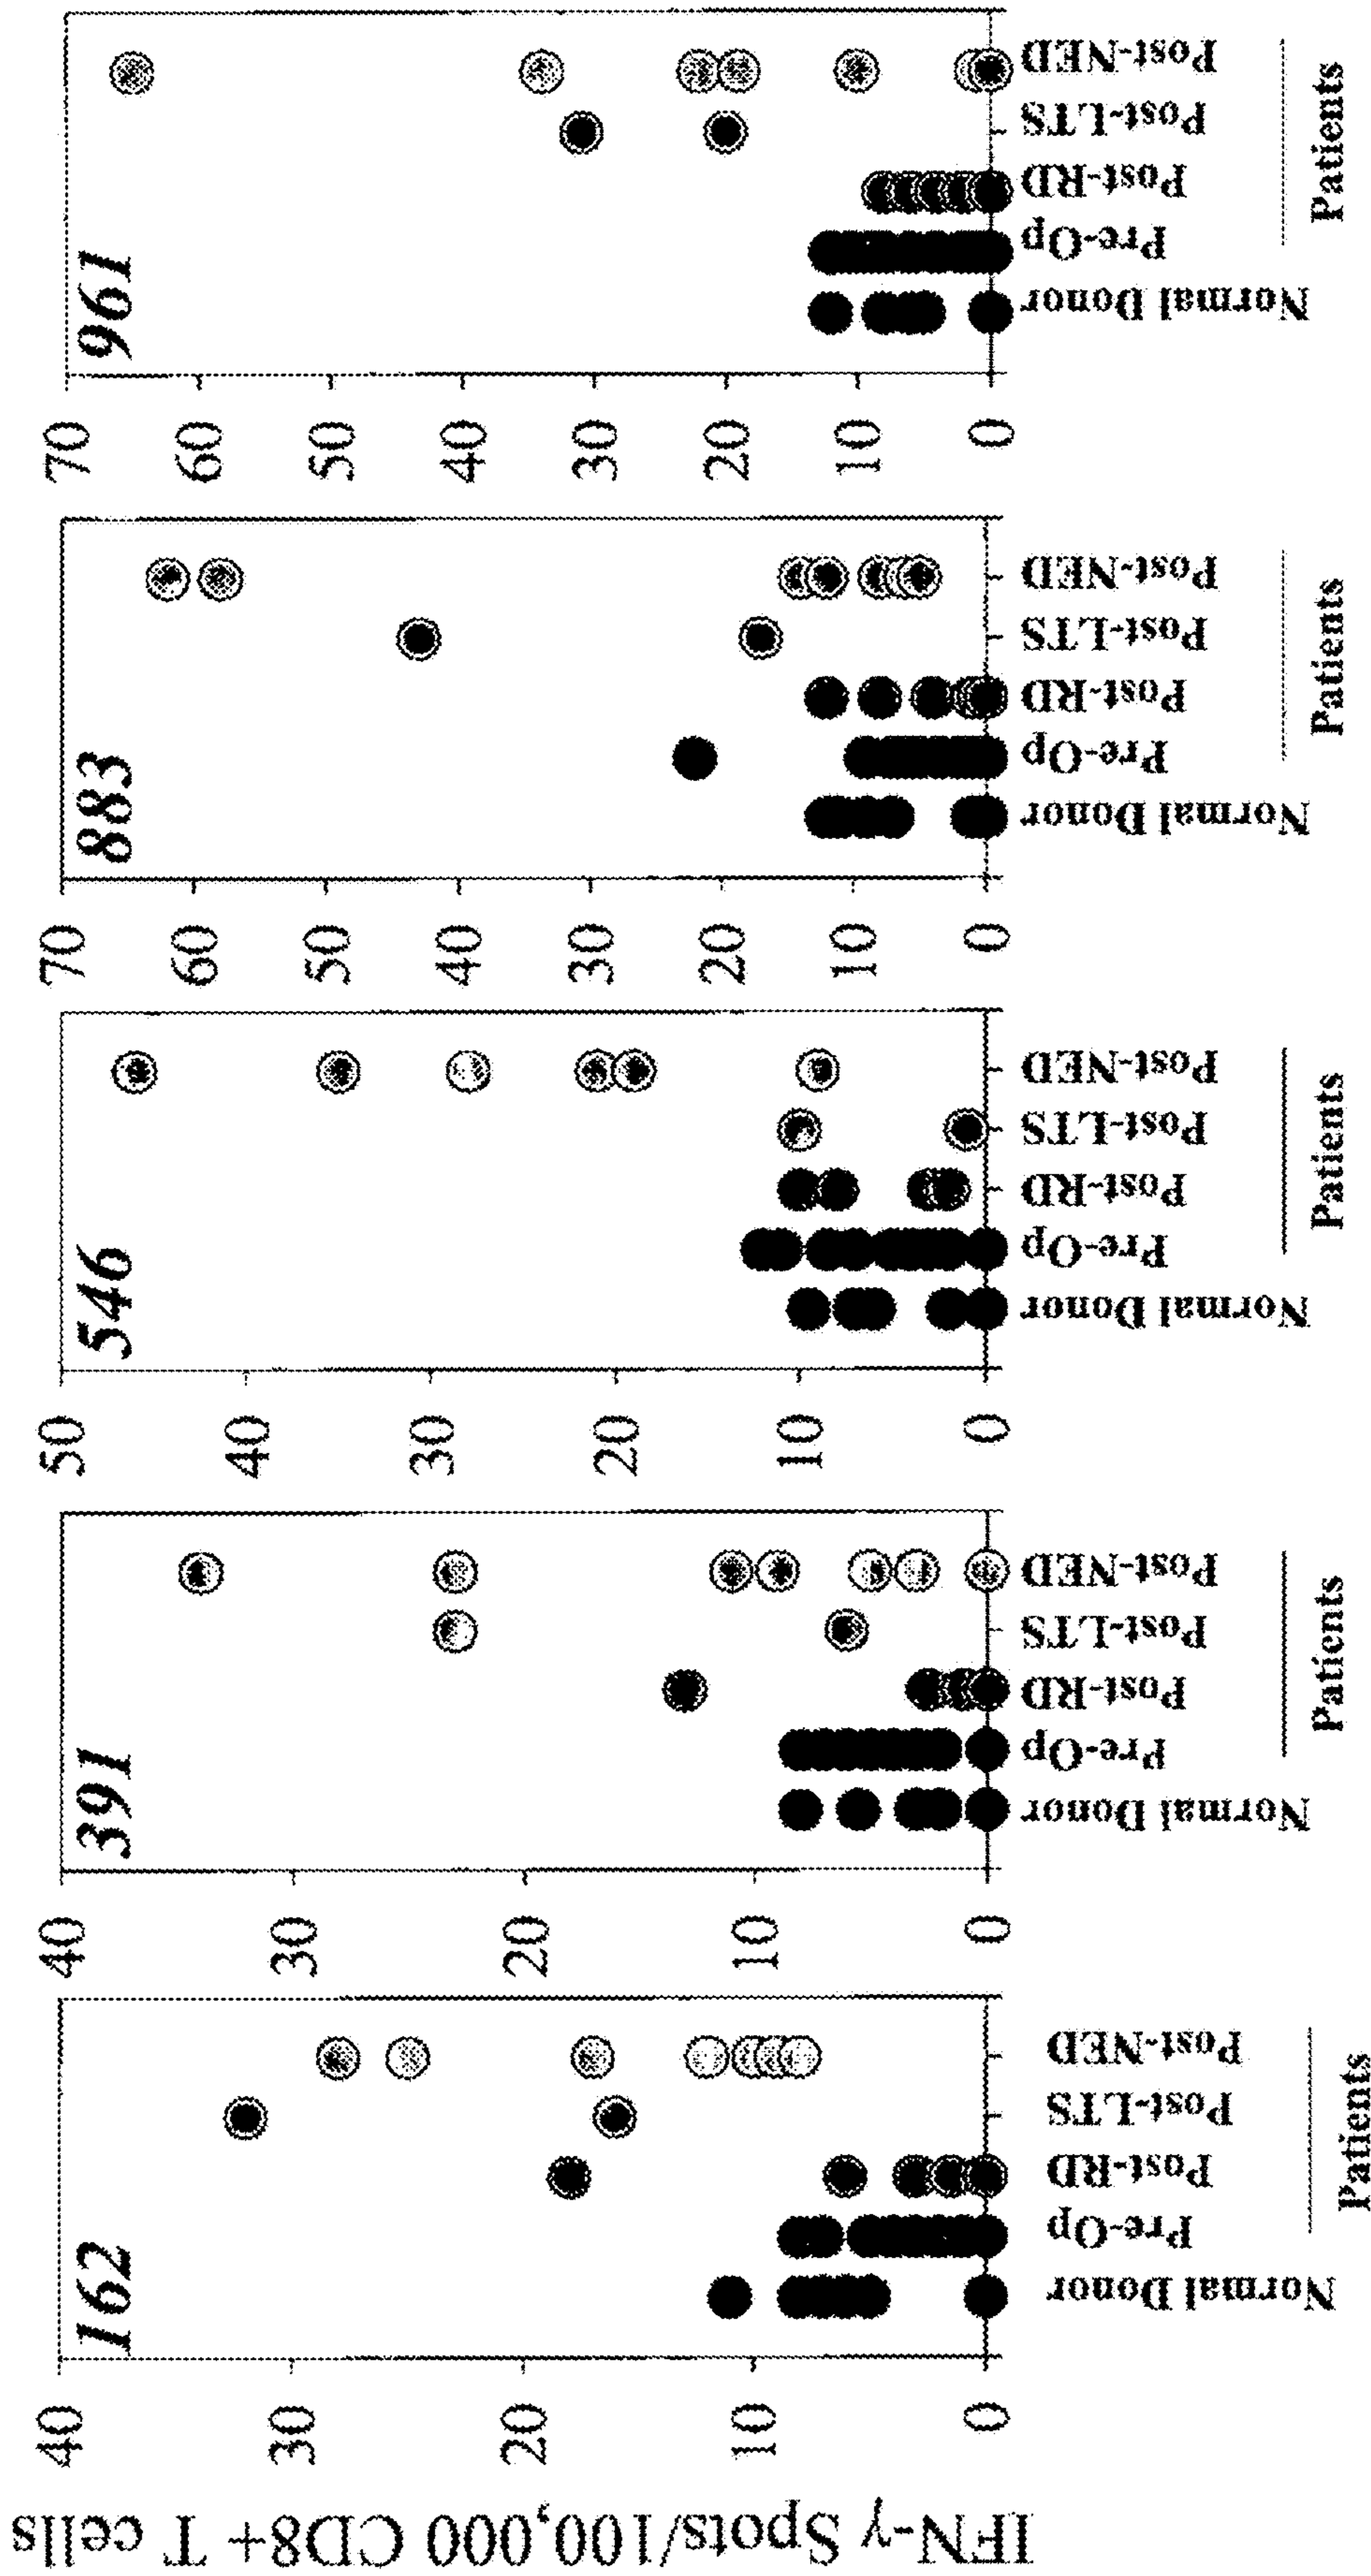 IFN-γ Spots/100,000 CD8+ T cells
162
40
30
20
10
0
Normal Donor
Pre-Op
Post-RD
Post-LTS
Post-NED
Patients
391
40
30
20
10
0
Normal Donor
Pre-Op
Post-RD
Post-LTS
Post-NED
Patients
546
50
40
30
20
10
0
Normal Donor
Pre-Op
Post-RD
Post-LTS
Post-NED
Patients
883
70
60
50
40
30
20
10
0
Normal Donor
Pre-Op
Post-RD
Post-LTS
Post-NED
Patients
961
70
60
50
40
30
20
10
0
Normal Donor
Pre-Op
Post-RD
Post-LTS
Post-NED
Patients